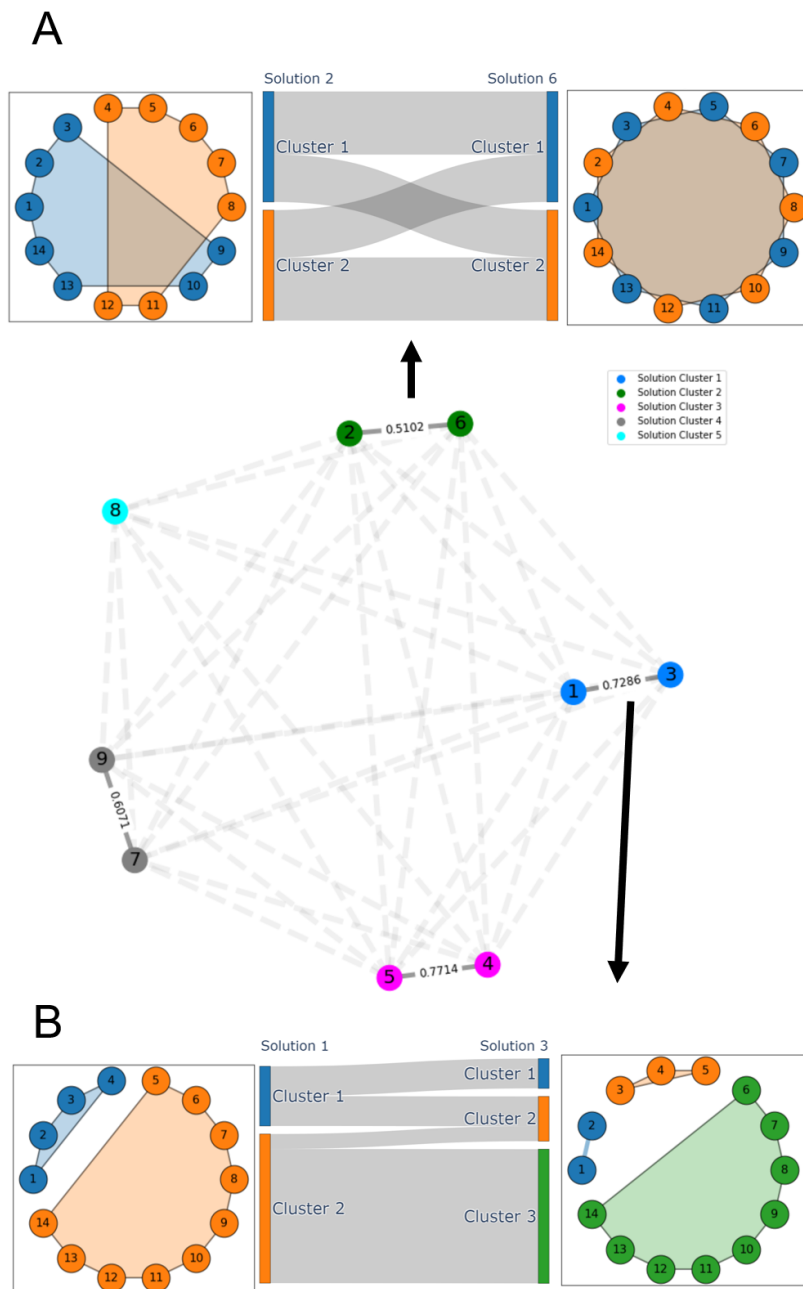 A
Solution 2 Solution 6
4 5
3 6
2 7
1 8
14 9
13 10
12 11
Cluster 1 Cluster 1
Cluster 2 Cluster 2
4 5
3 6
2 7
1 8
14 9
13 10
12 11
Solution Cluster 1
Solution Cluster 2
Solution Cluster 3
Solution Cluster 4
Solution Cluster 5
2 0.5102 6
8
1 0.7286 3
9
0.6071
7
5 0.7714 4
B
Solution 1 Solution 3
4 5
3 6
2 7
1 8
14 9
13 10
12 11
Cluster 1 Cluster 1
Cluster 2
Cluster 2 Cluster 3
4 5
3 6
2 7
1 8
14 9
13 10
12 11